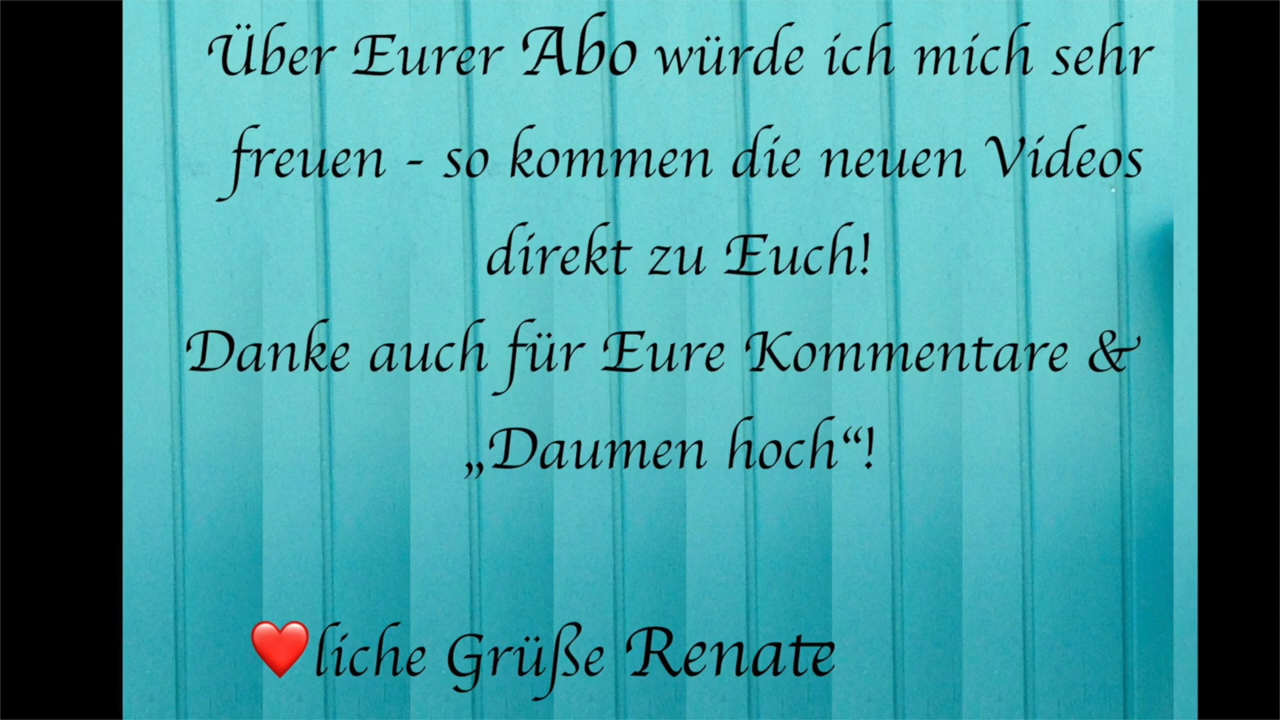 Über Eurer Abo würde ich mich sehr
freuen - so kommen die neuen Videos
direkt zu Euch!
Danke auch für Eure Kommentare &
„Daumen hoch“!
❤️liche Grüße Renate